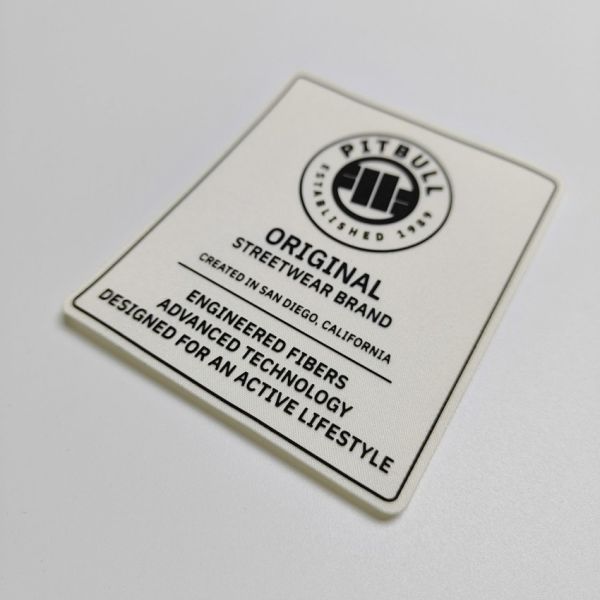 PITBULL
ESTABLISHED 1989
ORIGINAL
STREETWEAR BRAND
CREATED IN SAN DIEGO, CALIFORNIA
ENGINEERED FIBERS
ADVANCED TECHNOLOGY
DESIGNED FOR AN ACTIVE LIFESTYLE